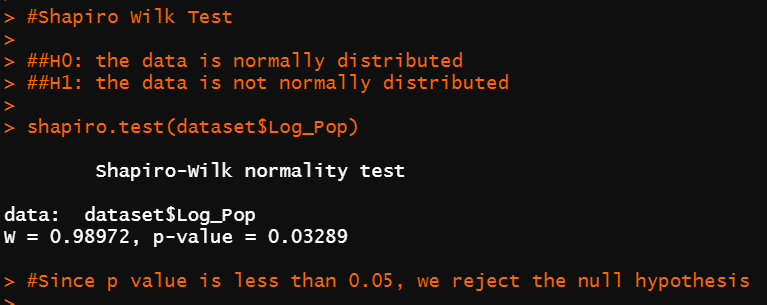 > #Shapiro Wilk Test
>
> ##H0: the data is normally distributed
> ##H1: the data is not normally distributed
>
> shapiro.test(dataset$Log_Pop)
Shapiro-Wilk normality test
data:  dataset$Log_Pop
W = 0.98972, p-value = 0.03289
> #Since p value is less than 0.05, we reject the null hypothesis
>